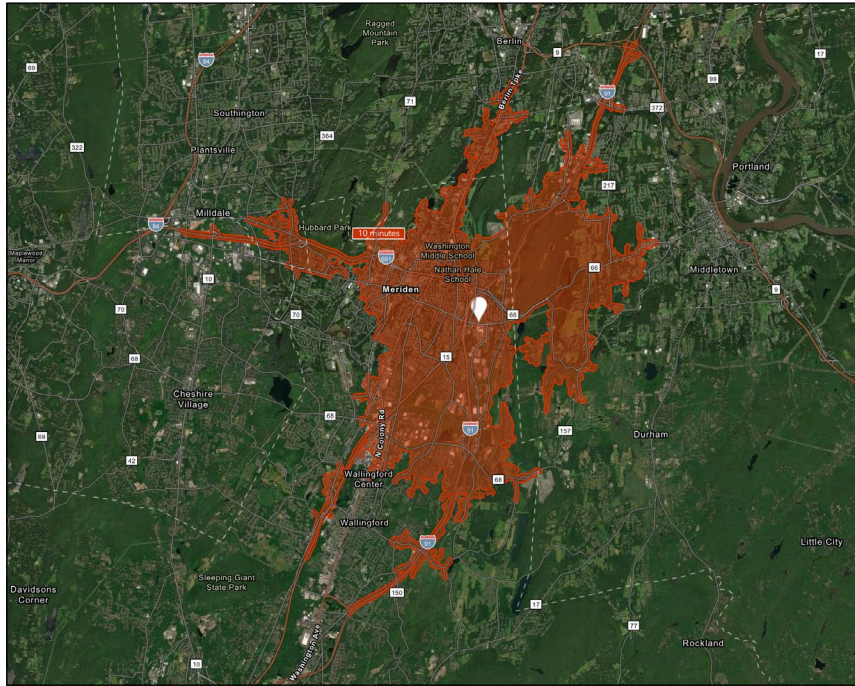 Ragged
Mountain
Park
Berlin
9
17
69
84
Southington
Berlin Tpke
91
99
71
372
364
322
Plantsville
Portland
217
Milldale
84
Hubbard Park
10 minutes
Washington
Middle School
Maplewood
Manor
691
Nathan Hale
School
66
Middletown
10
Meriden
9
70
70
66
15
68
Cheshire
Village
68
N Colony Rd
91
157
Durham
69
42
Wallingford
Center
68
Wallingford
91
Little City
Sleeping Giant
State Park
Davidsons
Corner
150
17
77
Washington Ave
10
Rockland